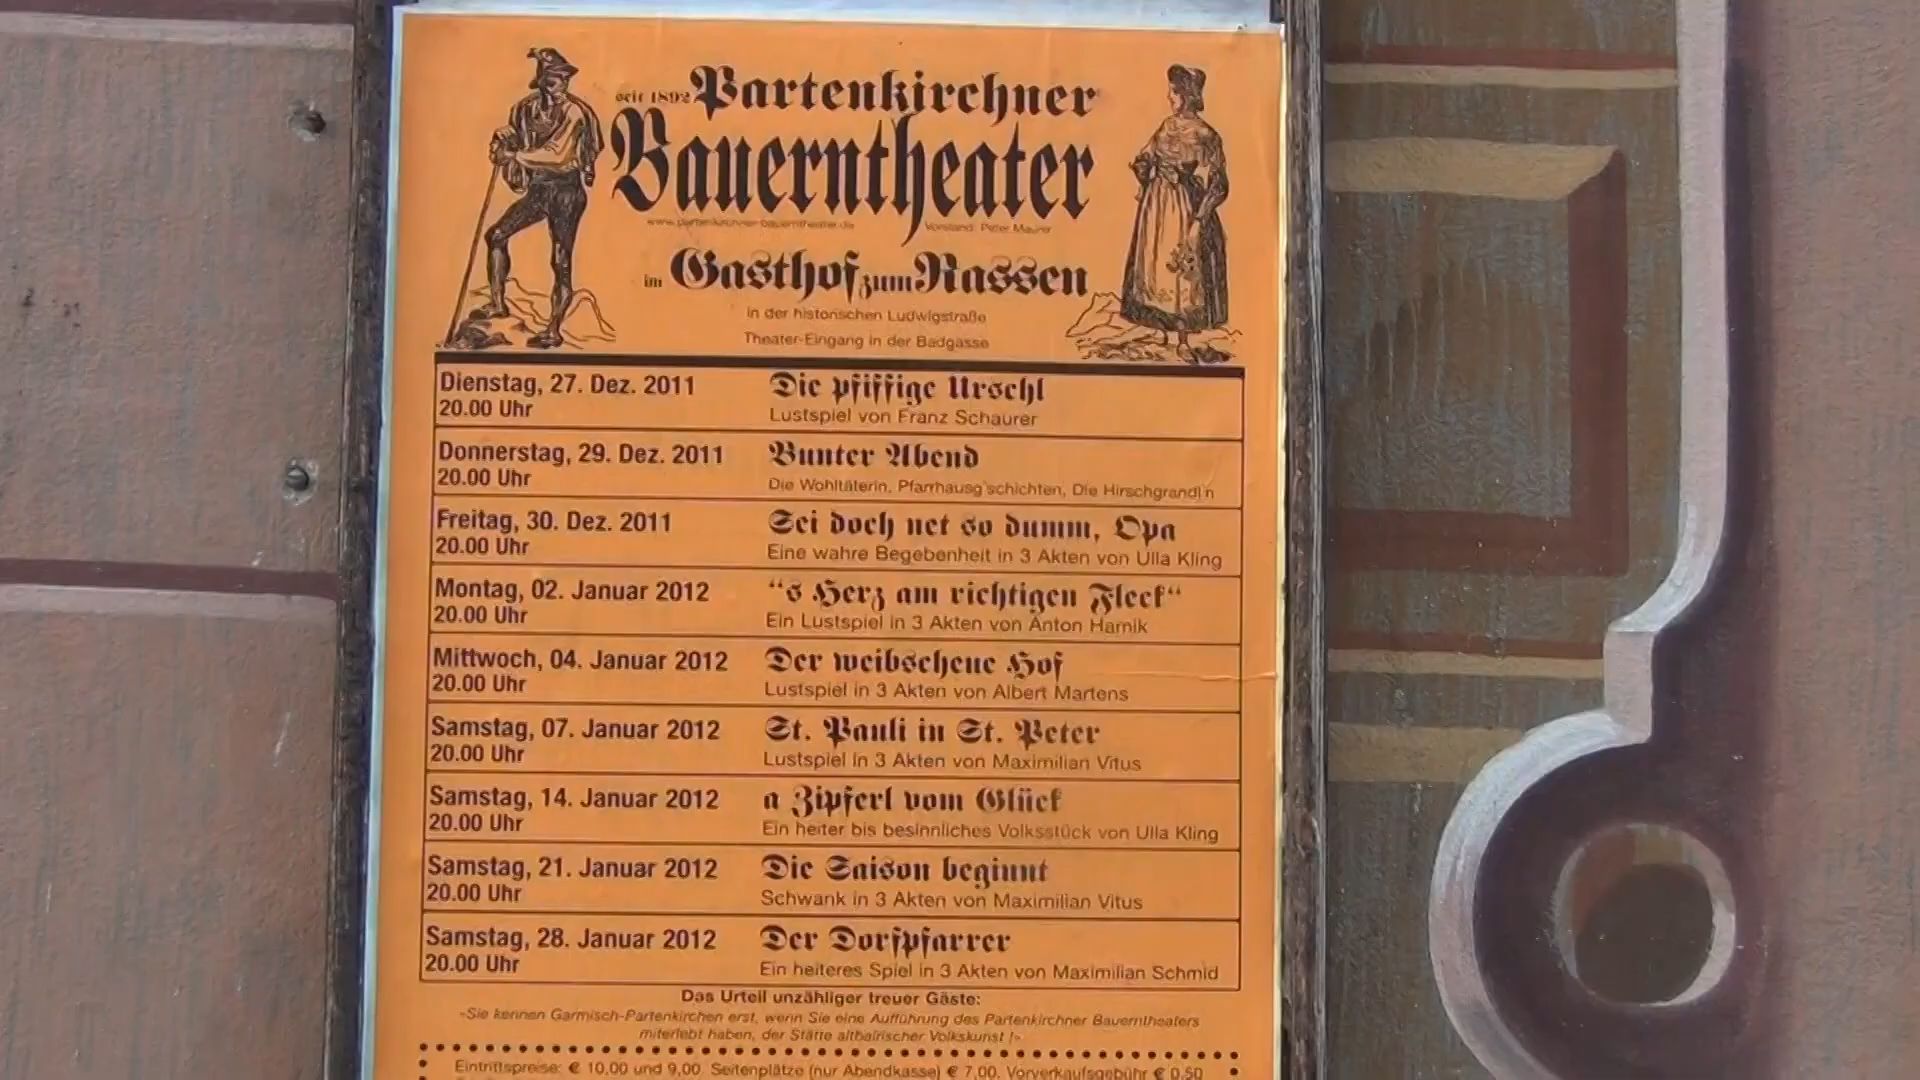 seit 1892 Partenkirchner
Bauerntheater
www.partenkirchner-bauerntheater.de Vorstand: Peter Maurer
im Gasthof zum Rassen
In der historischen Ludwigstraße
Theater-Eingang in der Badgasse
Dienstag, 27. Dez. 2011 Die pfiffige Urschl
20.00 Uhr Lustspiel von Franz Schaurer
Donnerstag, 29. Dez. 2011 Bunter Abend
20.00 Uhr Die Wohltäterin, Pfarrhausg'schichten, Die Hirschgrandl'n
Freitag, 30. Dez. 2011 Sei doch net so dumm, Opa
20.00 Uhr Eine wahre Begebenheit in 3 Akten von Ulla Kling
Montag, 02. Januar 2012 “s Herz am richtigen Fleck“
20.00 Uhr Ein Lustspiel in 3 Akten von Anton Hamik
Mittwoch, 04. Januar 2012 Der weibscheue Hof
20.00 Uhr Lustspiel in 3 Akten von Albert Martens
Samstag, 07. Januar 2012 St. Pauli in St. Peter
20.00 Uhr Lustspiel in 3 Akten von Maximilian Vitus
Samstag, 14. Januar 2012 a Zipferl vom Glück
20.00 Uhr Ein heiter bis besinnliches Volksstück von Ulla Kling
Samstag, 21. Januar 2012 Die Saison beginnt
20.00 Uhr Schwank in 3 Akten von Maximilian Vitus
Samstag, 28. Januar 2012 Der Dorfpfarrer
20.00 Uhr Ein heiteres Spiel in 3 Akten von Maximilian Schmid
Das Urteil unzähliger treuer Gäste:
»Sie kennen Garmisch-Partenkirchen erst, wenn Sie eine Aufführung des Partenkirchner Bauerntheaters
miterlebt haben, der Stätte altbairischer Volkskunst !«
Eintrittspreise: € 10,00 und 9,00. Seitenplätze (nur Abendkasse) € 7,00. Vorverkaufsgebühr € 0,50